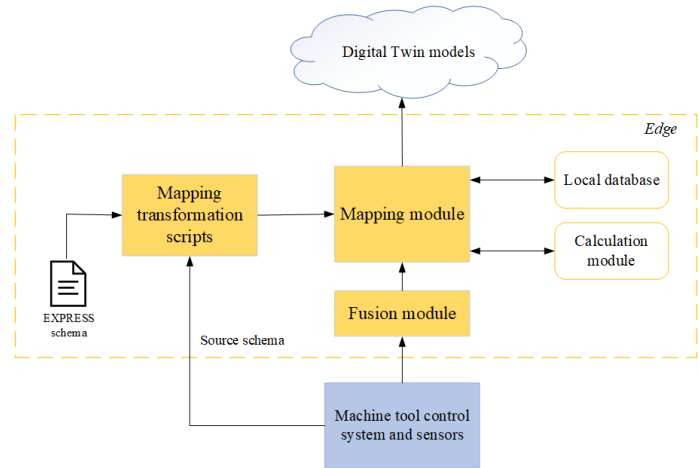 Digital Twin models
Edge
Mapping
transformation
scripts
Mapping module
Local database
Calculation
module
EXPRESS
schema
Fusion module
Source schema
Machine tool control
system and sensors